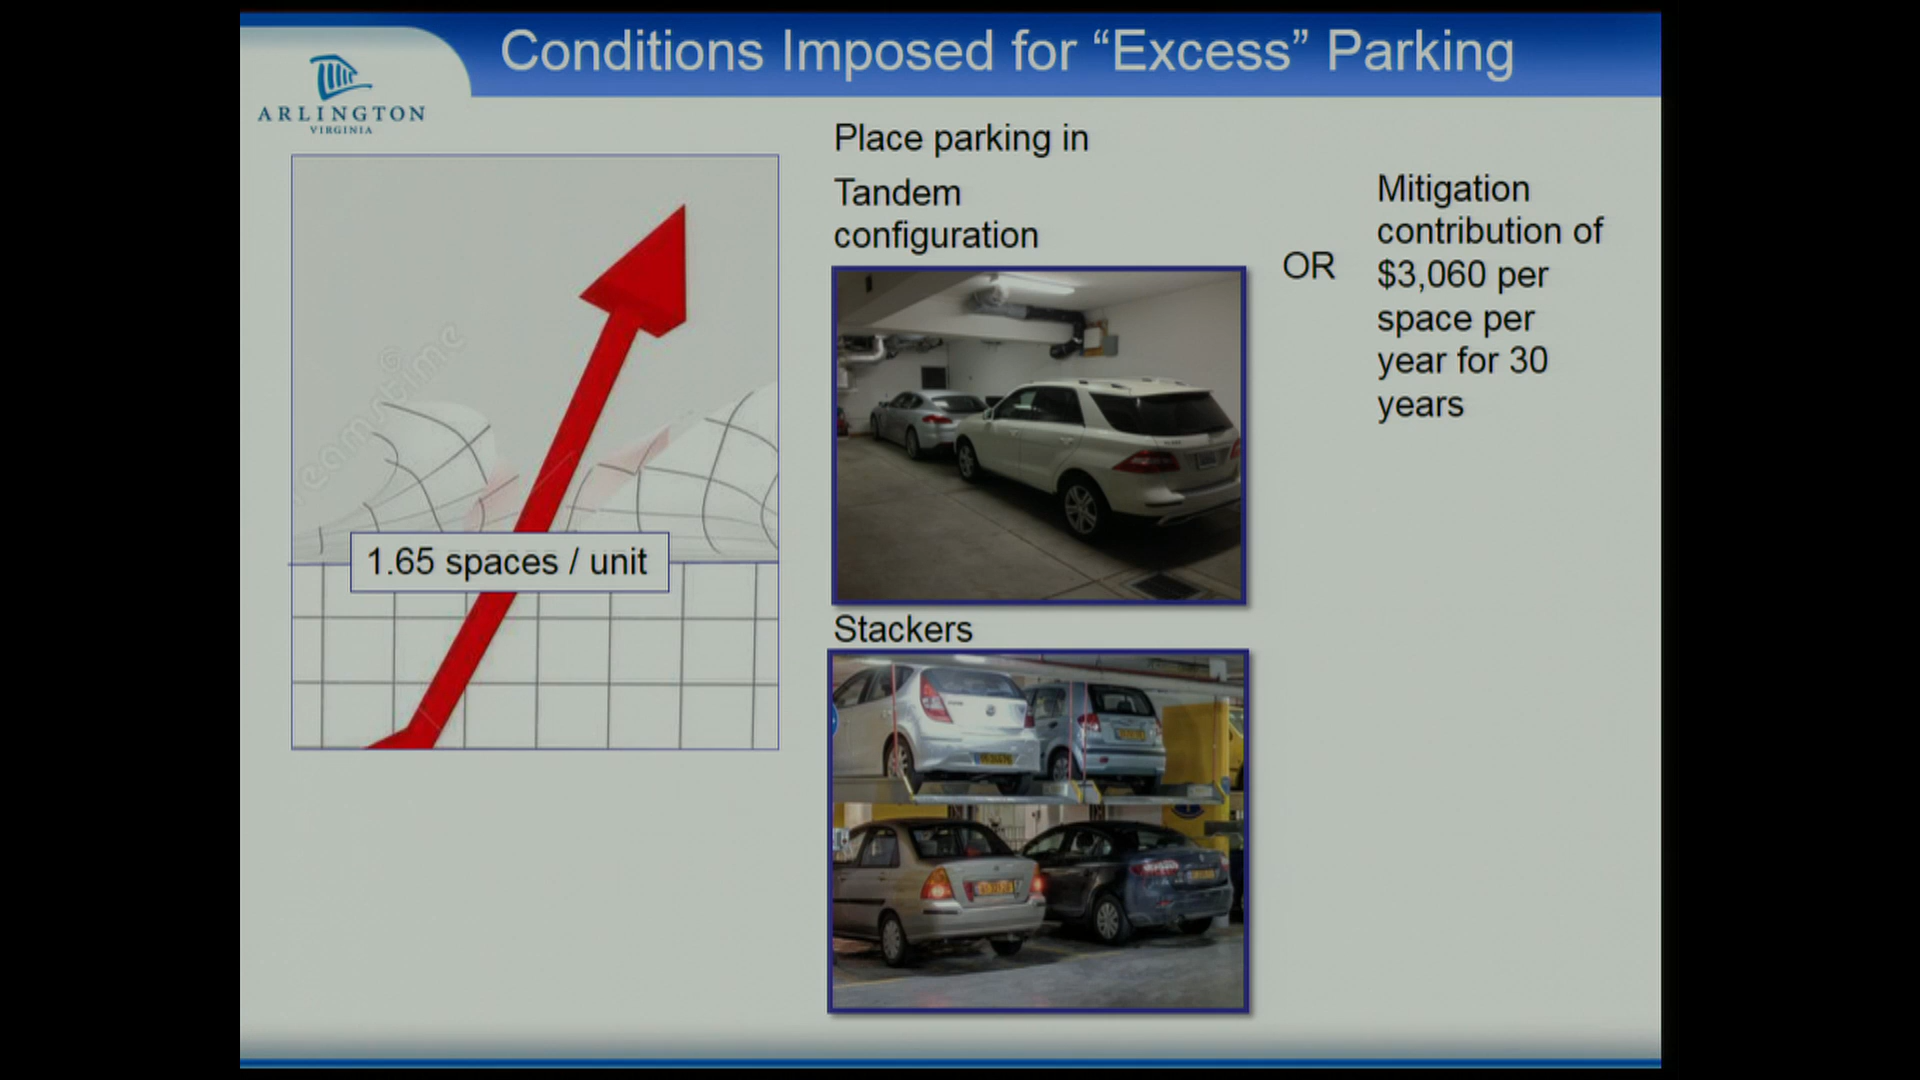 Conditions Imposed for “Excess” Parking
ARLINGTON
VIRGINIA
Place parking in
Tandem
configuration
OR
Mitigation
contribution of
$3,060 per
space per
year for 30
years
1.65 spaces / unit
Stackers